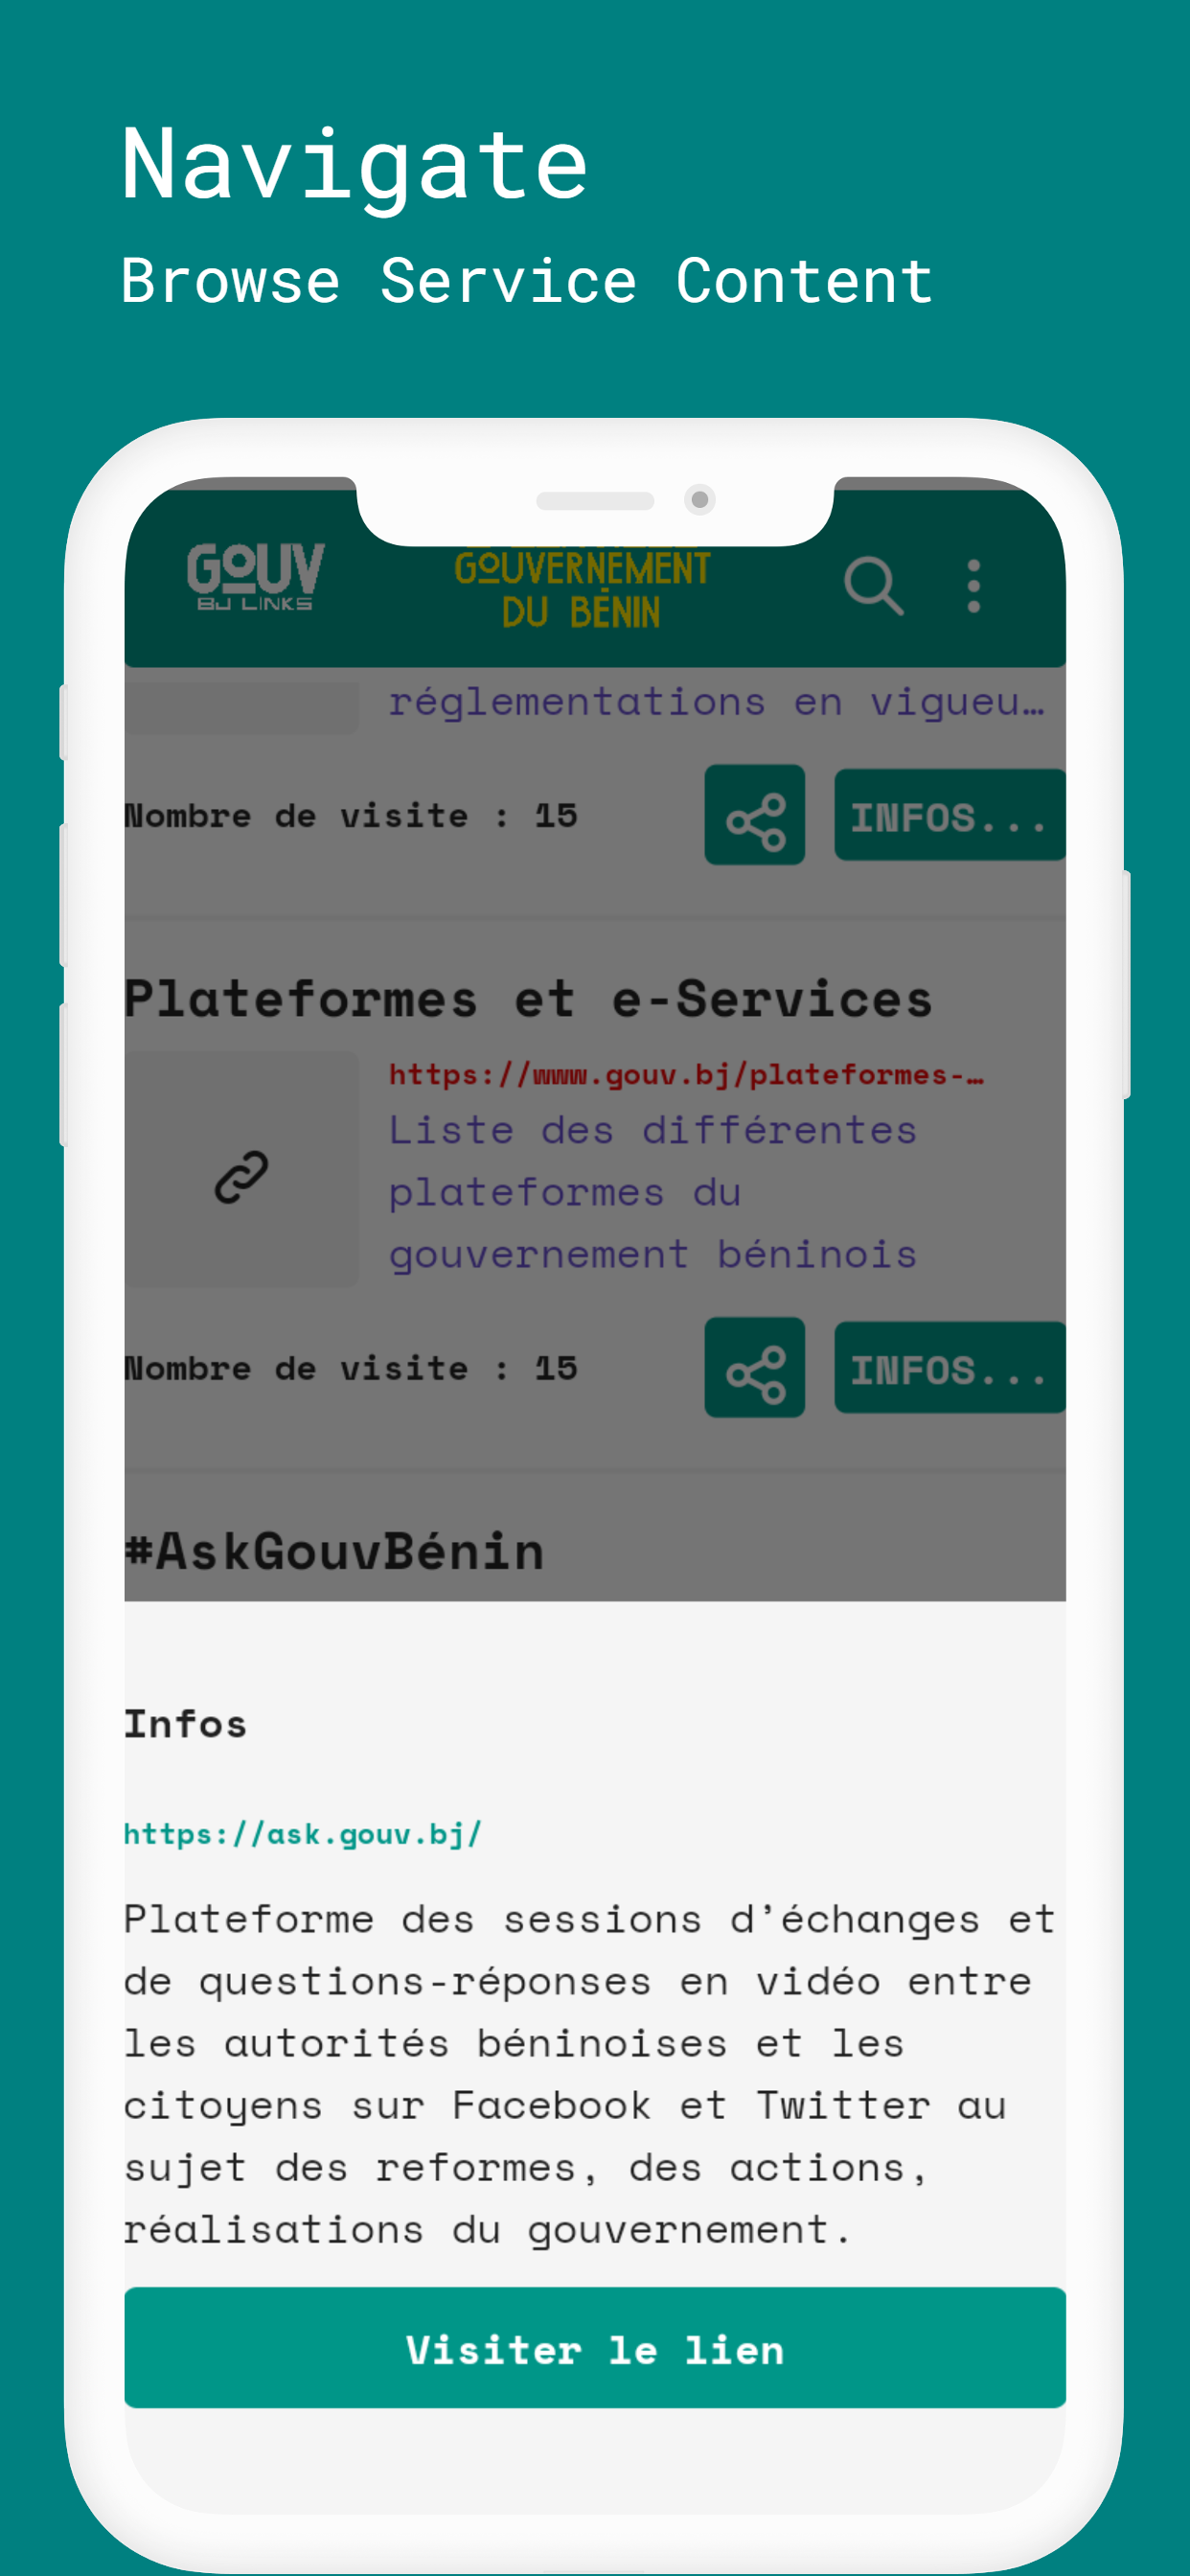 Navigate
Browse Service Content
GOUV
BJ LINKS
GOUVERNEMENT
DU BÉNIN
réglementations en vigueu…
Nombre de visite : 15
INFOS...
Plateformes et e-Services
https://www.gouv.bj/plateformes-…
Liste des différentes
plateformes du
gouvernement béninois
Nombre de visite : 15
INFOS...
#AskGouvBénin
Infos
https://ask.gouv.bj/
Plateforme des sessions d’échanges et
de questions-réponses en vidéo entre
les autorités béninoises et les
citoyens sur Facebook et Twitter au
sujet des reformes, des actions,
réalisations du gouvernement.
Visiter le lien